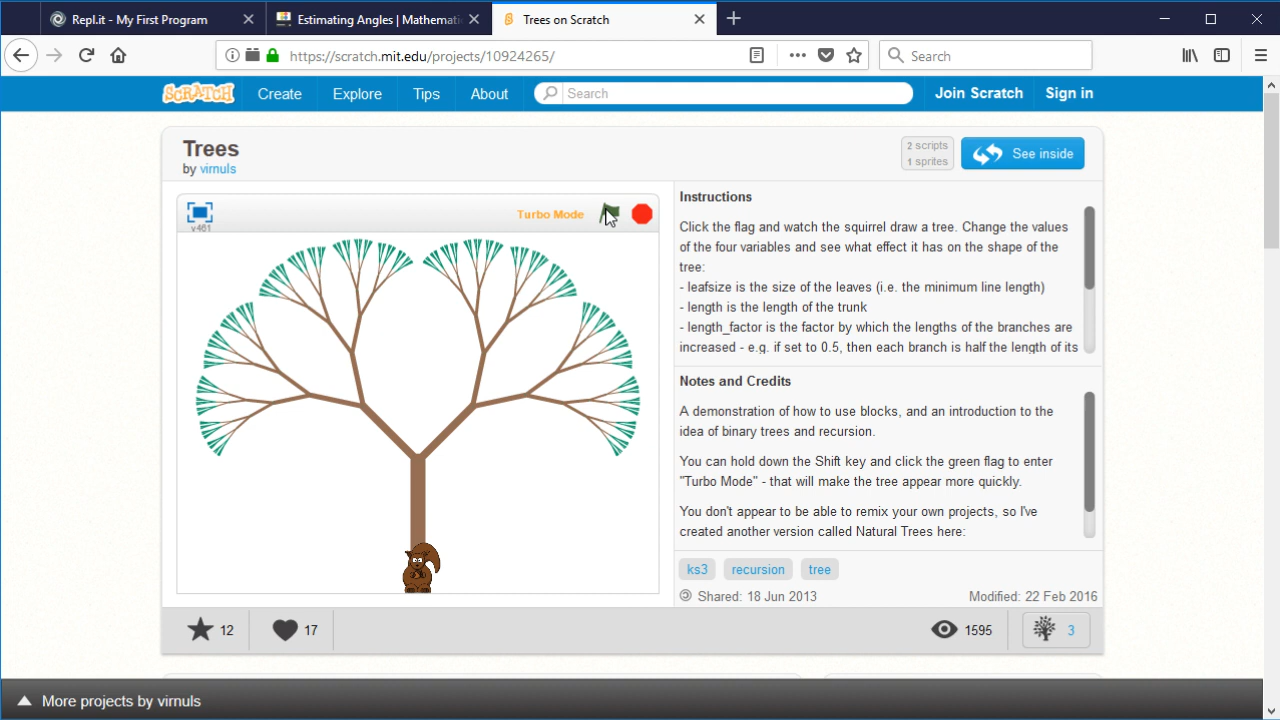 Repl.it - My First Program
Estimating Angles | Mathemati
Trees on Scratch
https://scratch.mit.edu/projects/10924265/
Search
SCRATCH
Create
Explore
Tips
About
Search
Join Scratch
Sign in
Trees
by virnuls
2 scripts
1 sprites
See inside
v461
Turbo Mode
Instructions
Click the flag and watch the squirrel draw a tree. Change the values
of the four variables and see what effect it has on the shape of the
tree:
- leafsize is the size of the leaves (i.e. the minimum line length)
- length is the length of the trunk
- length_factor is the factor by which the lengths of the branches are
increased - e.g. if set to 0.5, then each branch is half the length of its
Notes and Credits
A demonstration of how to use blocks, and an introduction to the
idea of binary trees and recursion.
You can hold down the Shift key and click the green flag to enter
"Turbo Mode" - that will make the tree appear more quickly.
You don't appear to be able to remix your own projects, so I've
created another version called Natural Trees here:
ks3
recursion
tree
Shared: 18 Jun 2013
Modified: 22 Feb 2016
12
17
1595
3
More projects by virnuls